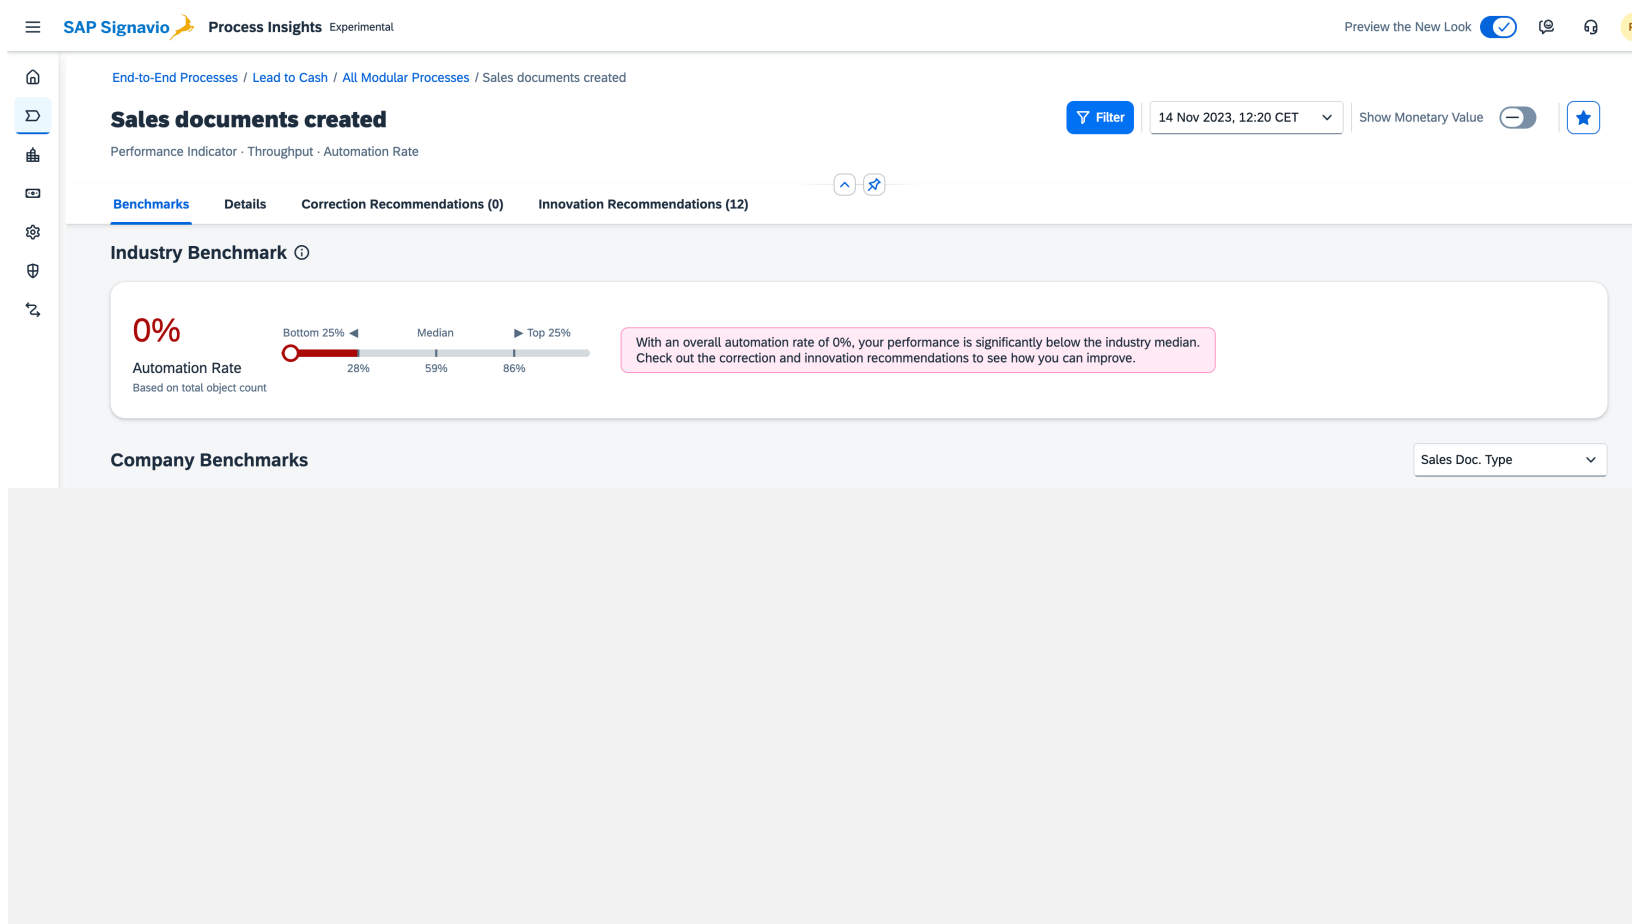 SAP Signavio Process Insights Experimental Preview the New Look
End-to-End Processes / Lead to Cash / All Modular Processes / Sales documents created
Sales documents created
Filter
14 Nov 2023, 12:20 CET
Show Monetary Value
Performance Indicator · Throughput · Automation Rate
Benchmarks Details Correction Recommendations (0) Innovation Recommendations (12)
Industry Benchmark
0%
Automation Rate
Based on total object count
Bottom 25% ◀ Median ▶ Top 25%
28% 59% 86%
With an overall automation rate of 0%, your performance is significantly below the industry median.
Check out the correction and innovation recommendations to see how you can improve.
Company Benchmarks
Sales Doc. Type